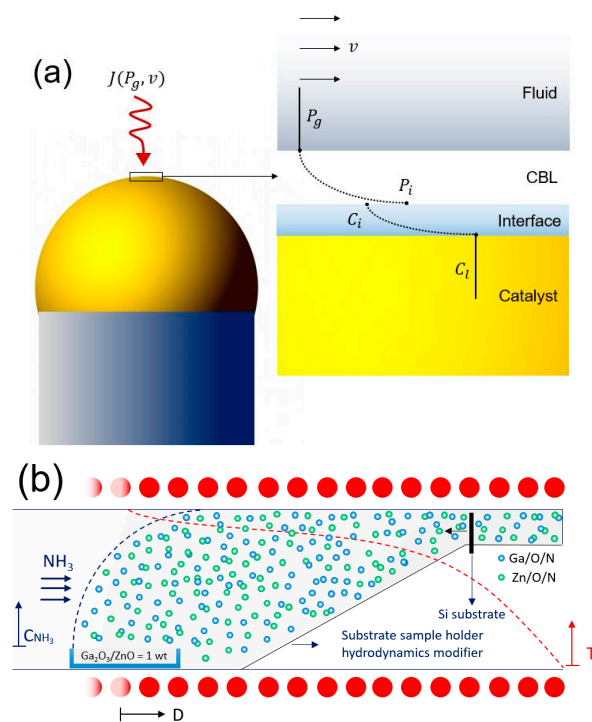 (a)
J(P_g, v)
v
Fluid
P_g
CBL
P_i
C_i
Interface
C_l
Catalyst
(b)
NH₃
Ga/O/N
Zn/O/N
Si substrate
C_NH₃
Ga₂O₃/ZnO = 1 wt
Substrate sample holder
hydrodynamics modifier
T
D